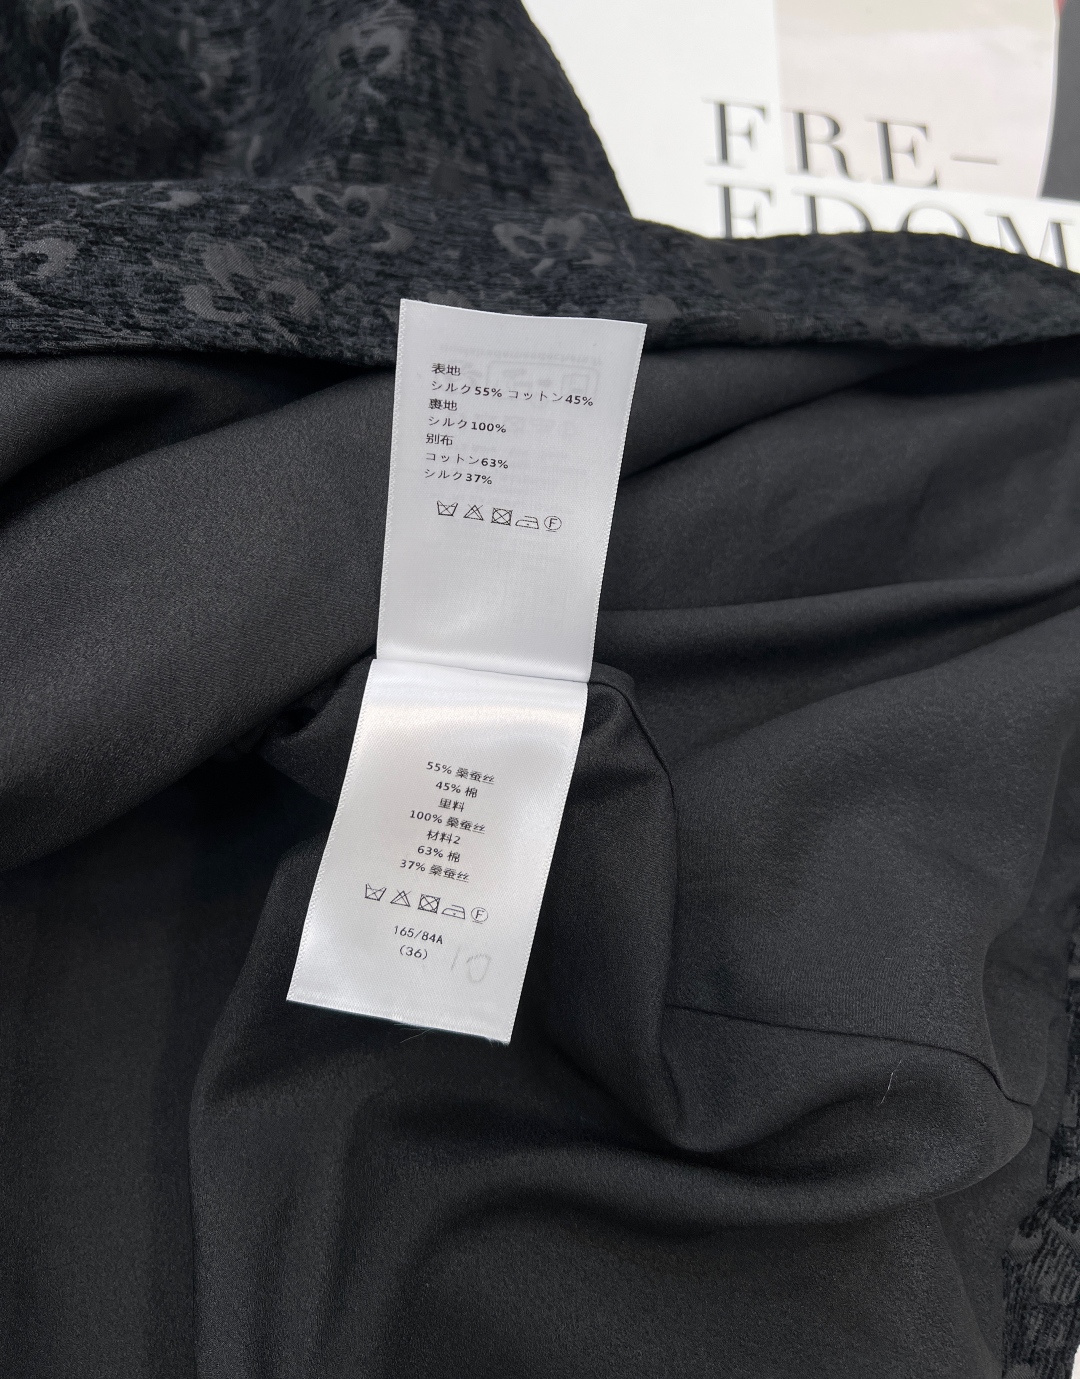 FRE-
EDOM
表地
シルク55% コットン45%
裏地
シルク100%
別布
コットン63%
シルク37%
F
55% 桑蚕丝
45% 棉
里料
100% 桑蚕丝
材料2
63% 棉
37% 桑蚕丝
F
165/84A
(36)